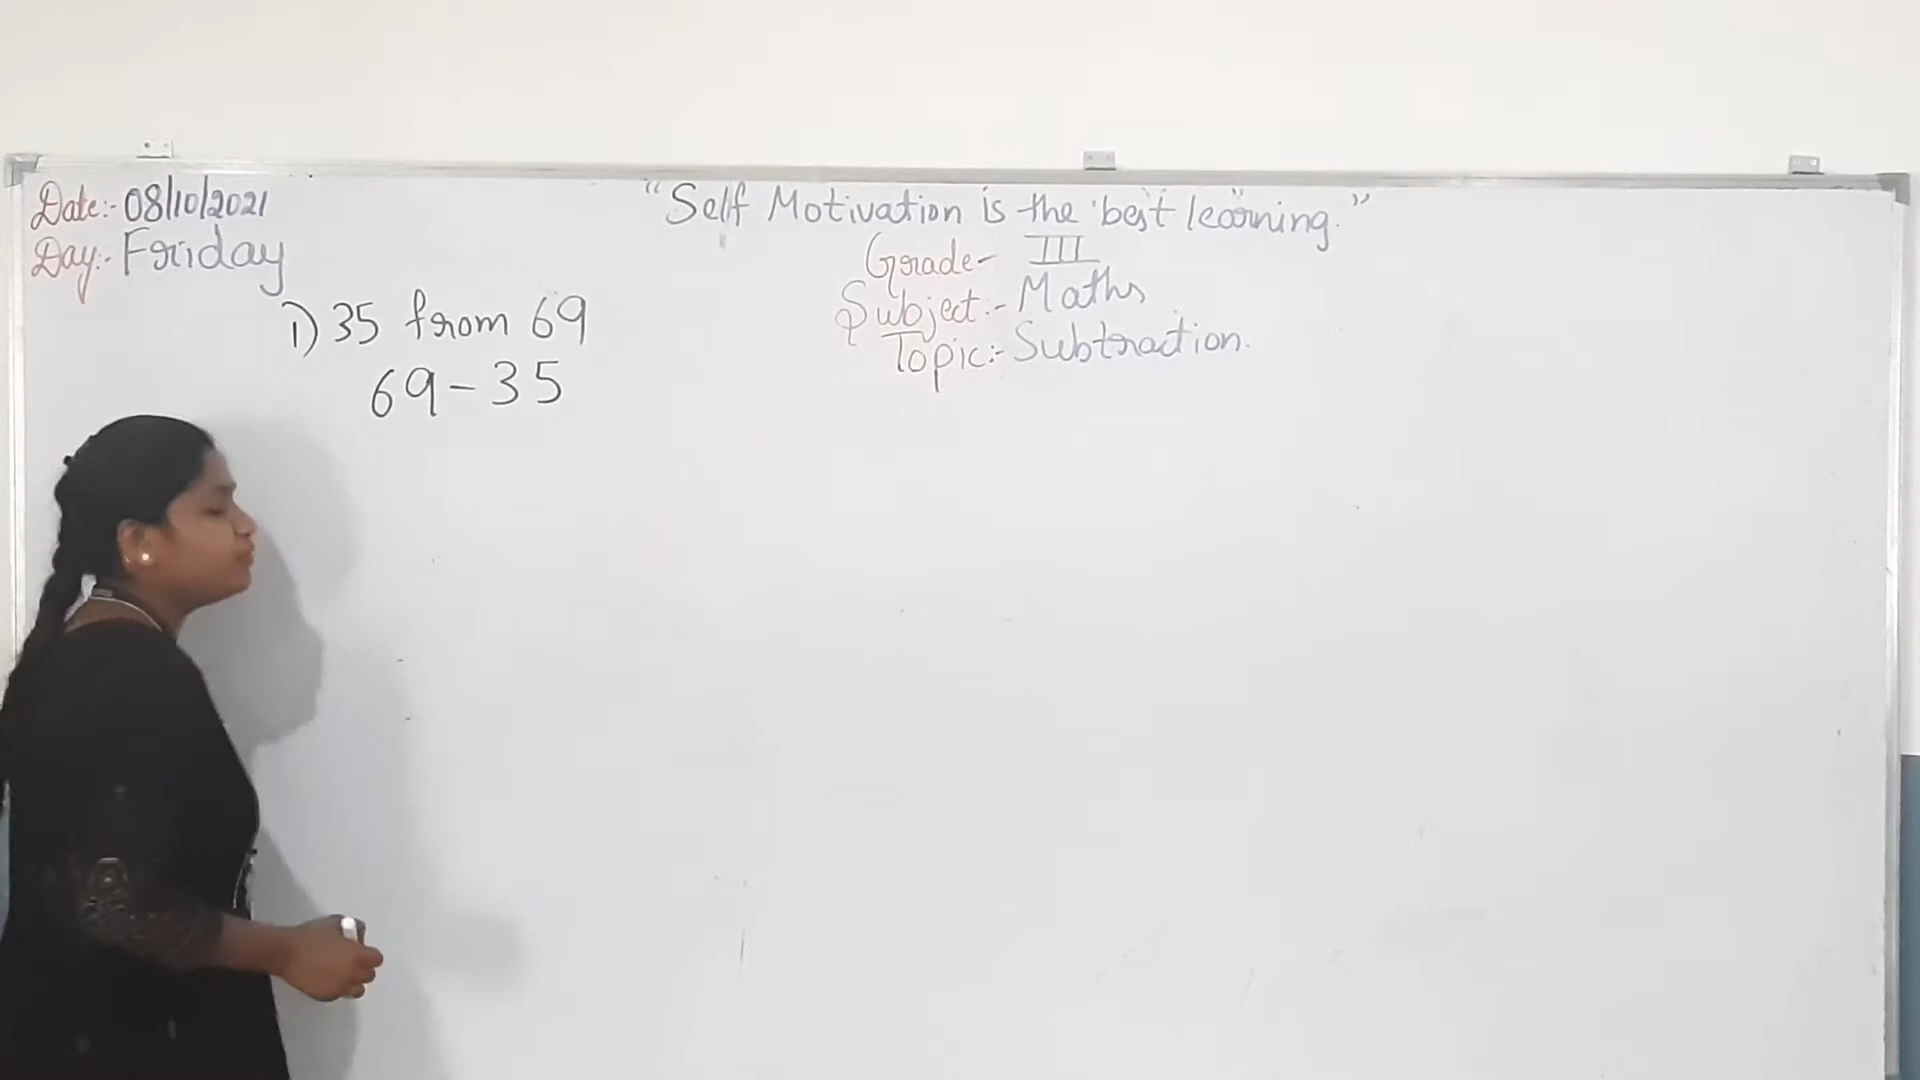 Date:- 08/10/2021
Day:- Friday
"Self Motivation is the best learning."
Grade- III
Subject:- Maths
Topic:- Subtraction.
1) 35 from 69
69-35